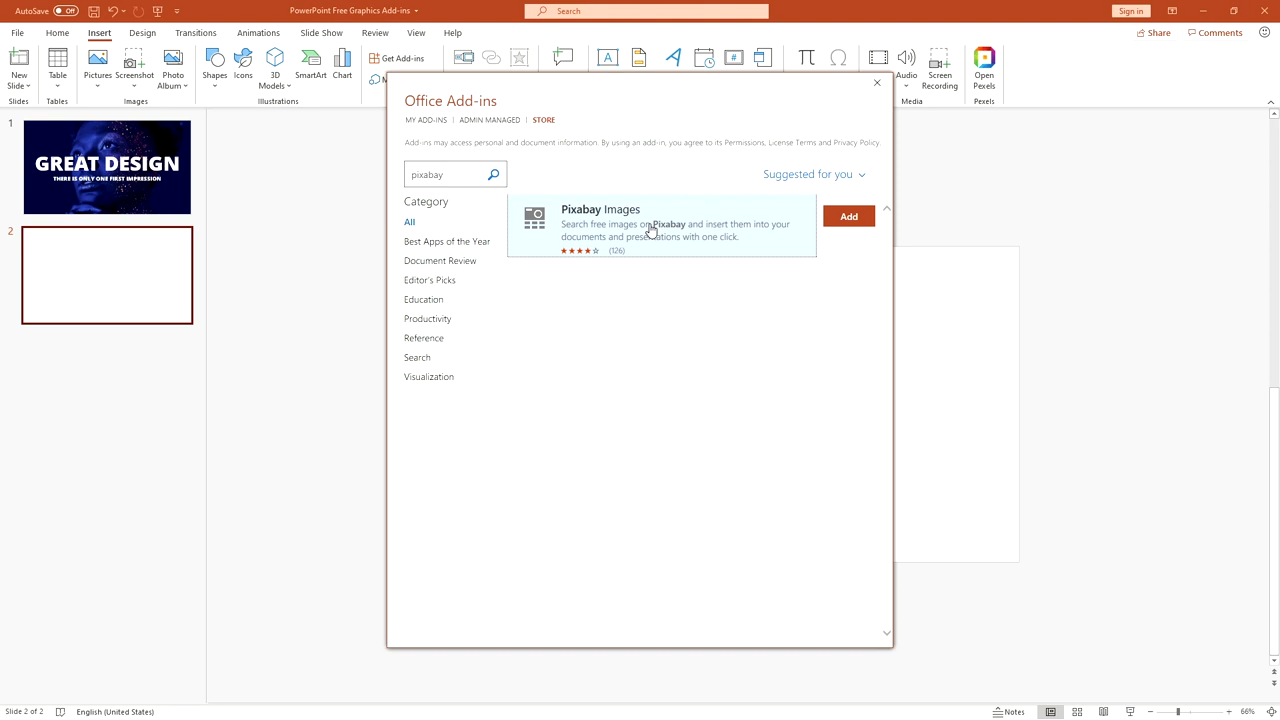 AutoSave Off
PowerPoint Free Graphics Add-ins
Search
Sign in
File Home Insert Design Transitions Animations Slide Show Review View Help
Share Comments
New Slide
Table
Pictures
Screenshot
Photo Album
Shapes
Icons
3D Models
SmartArt
Chart
Get Add-ins
Audio
Screen Recording
Open Pexels
Slides Tables Images Illustrations Media Pexels
Office Add-ins
MY ADD-INS | ADMIN MANAGED | STORE
Add-ins may access personal and document information. By using an add-in, you agree to its Permissions, License Terms and Privacy Policy.
pixabay
Suggested for you
Category
All
Best Apps of the Year
Document Review
Editor's Picks
Education
Productivity
Reference
Search
Visualization
Pixabay Images
Search free images on Pixabay and insert them into your
documents and presentations with one click.
(126)
Add
1
GREAT DESIGN
THERE IS ONLY ONE FIRST IMPRESSION
2
Slide 2 of 2
English (United States)
Notes
66%